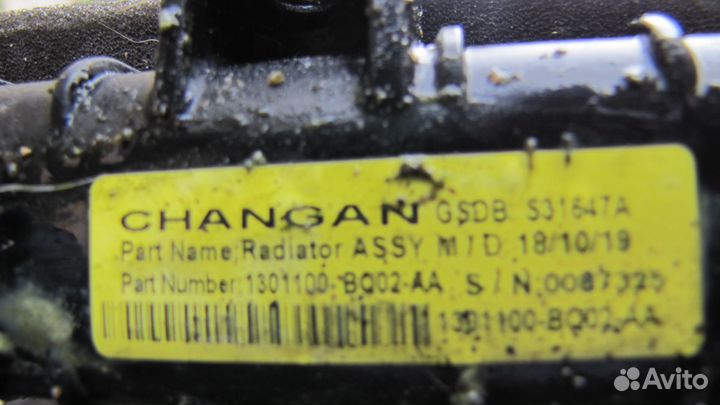 CHANGAN GSDB S31647A
Part Name:Radiator ASSY M / D 18/10/19
Part Number:1301100-BQ02-AA S / N:0087325
1301100-BQ02-AA
Avito